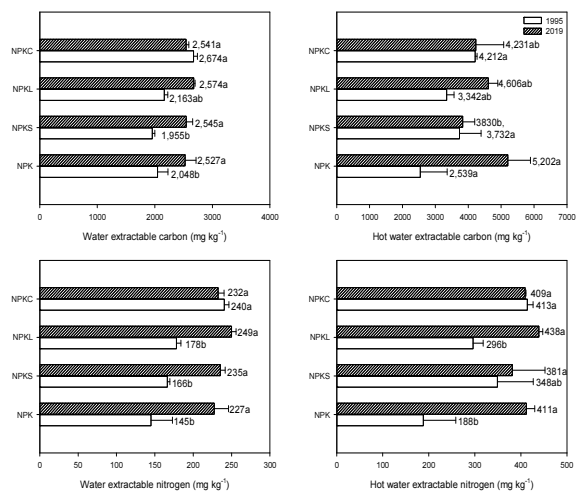 1995
2019
NPKC
2,541a
2,674a
NPKL
2,574a
2,163ab
NPKS
2,545a
1,955b
NPK
2,527a
2,048b
0 1000 2000 3000 4000
Water extractable carbon (mg kg-1)
NPKC
4,231ab
4,212a
NPKL
4,606ab
3,342ab
NPKS
3830b,
3,732a
NPK
5,202a
2,539a
0 1000 2000 3000 4000 5000 6000 7000
Hot water extractable carbon (mg kg-1)
NPKC
232a
240a
NPKL
249a
178b
NPKS
235a
166b
NPK
227a
145b
0 50 100 150 200 250 300
Water extractable nitrogen (mg kg-1)
NPKC
409a
413a
NPKL
438a
296b
NPKS
381a
348ab
NPK
411a
188b
0 100 200 300 400 500
Hot water extractable nitrogen (mg kg-1)